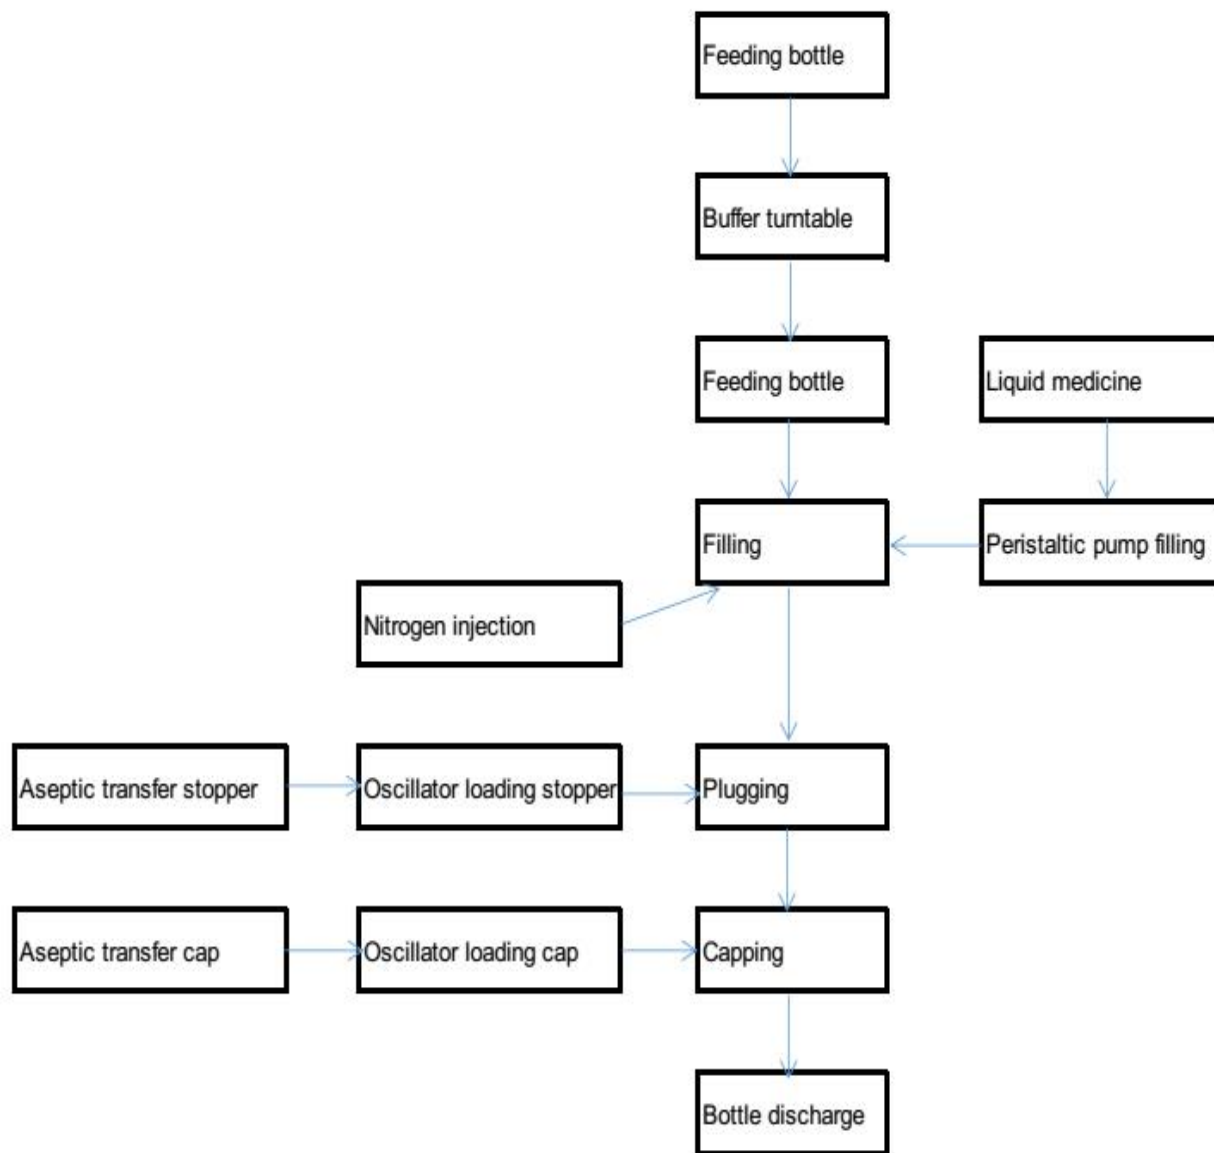 Feeding bottle
Buffer turntable
Feeding bottle
Liquid medicine
Filling
Peristaltic pump filling
Nitrogen injection
Aseptic transfer stopper
Oscillator loading stopper
Plugging
Aseptic transfer cap
Oscillator loading cap
Capping
Bottle discharge